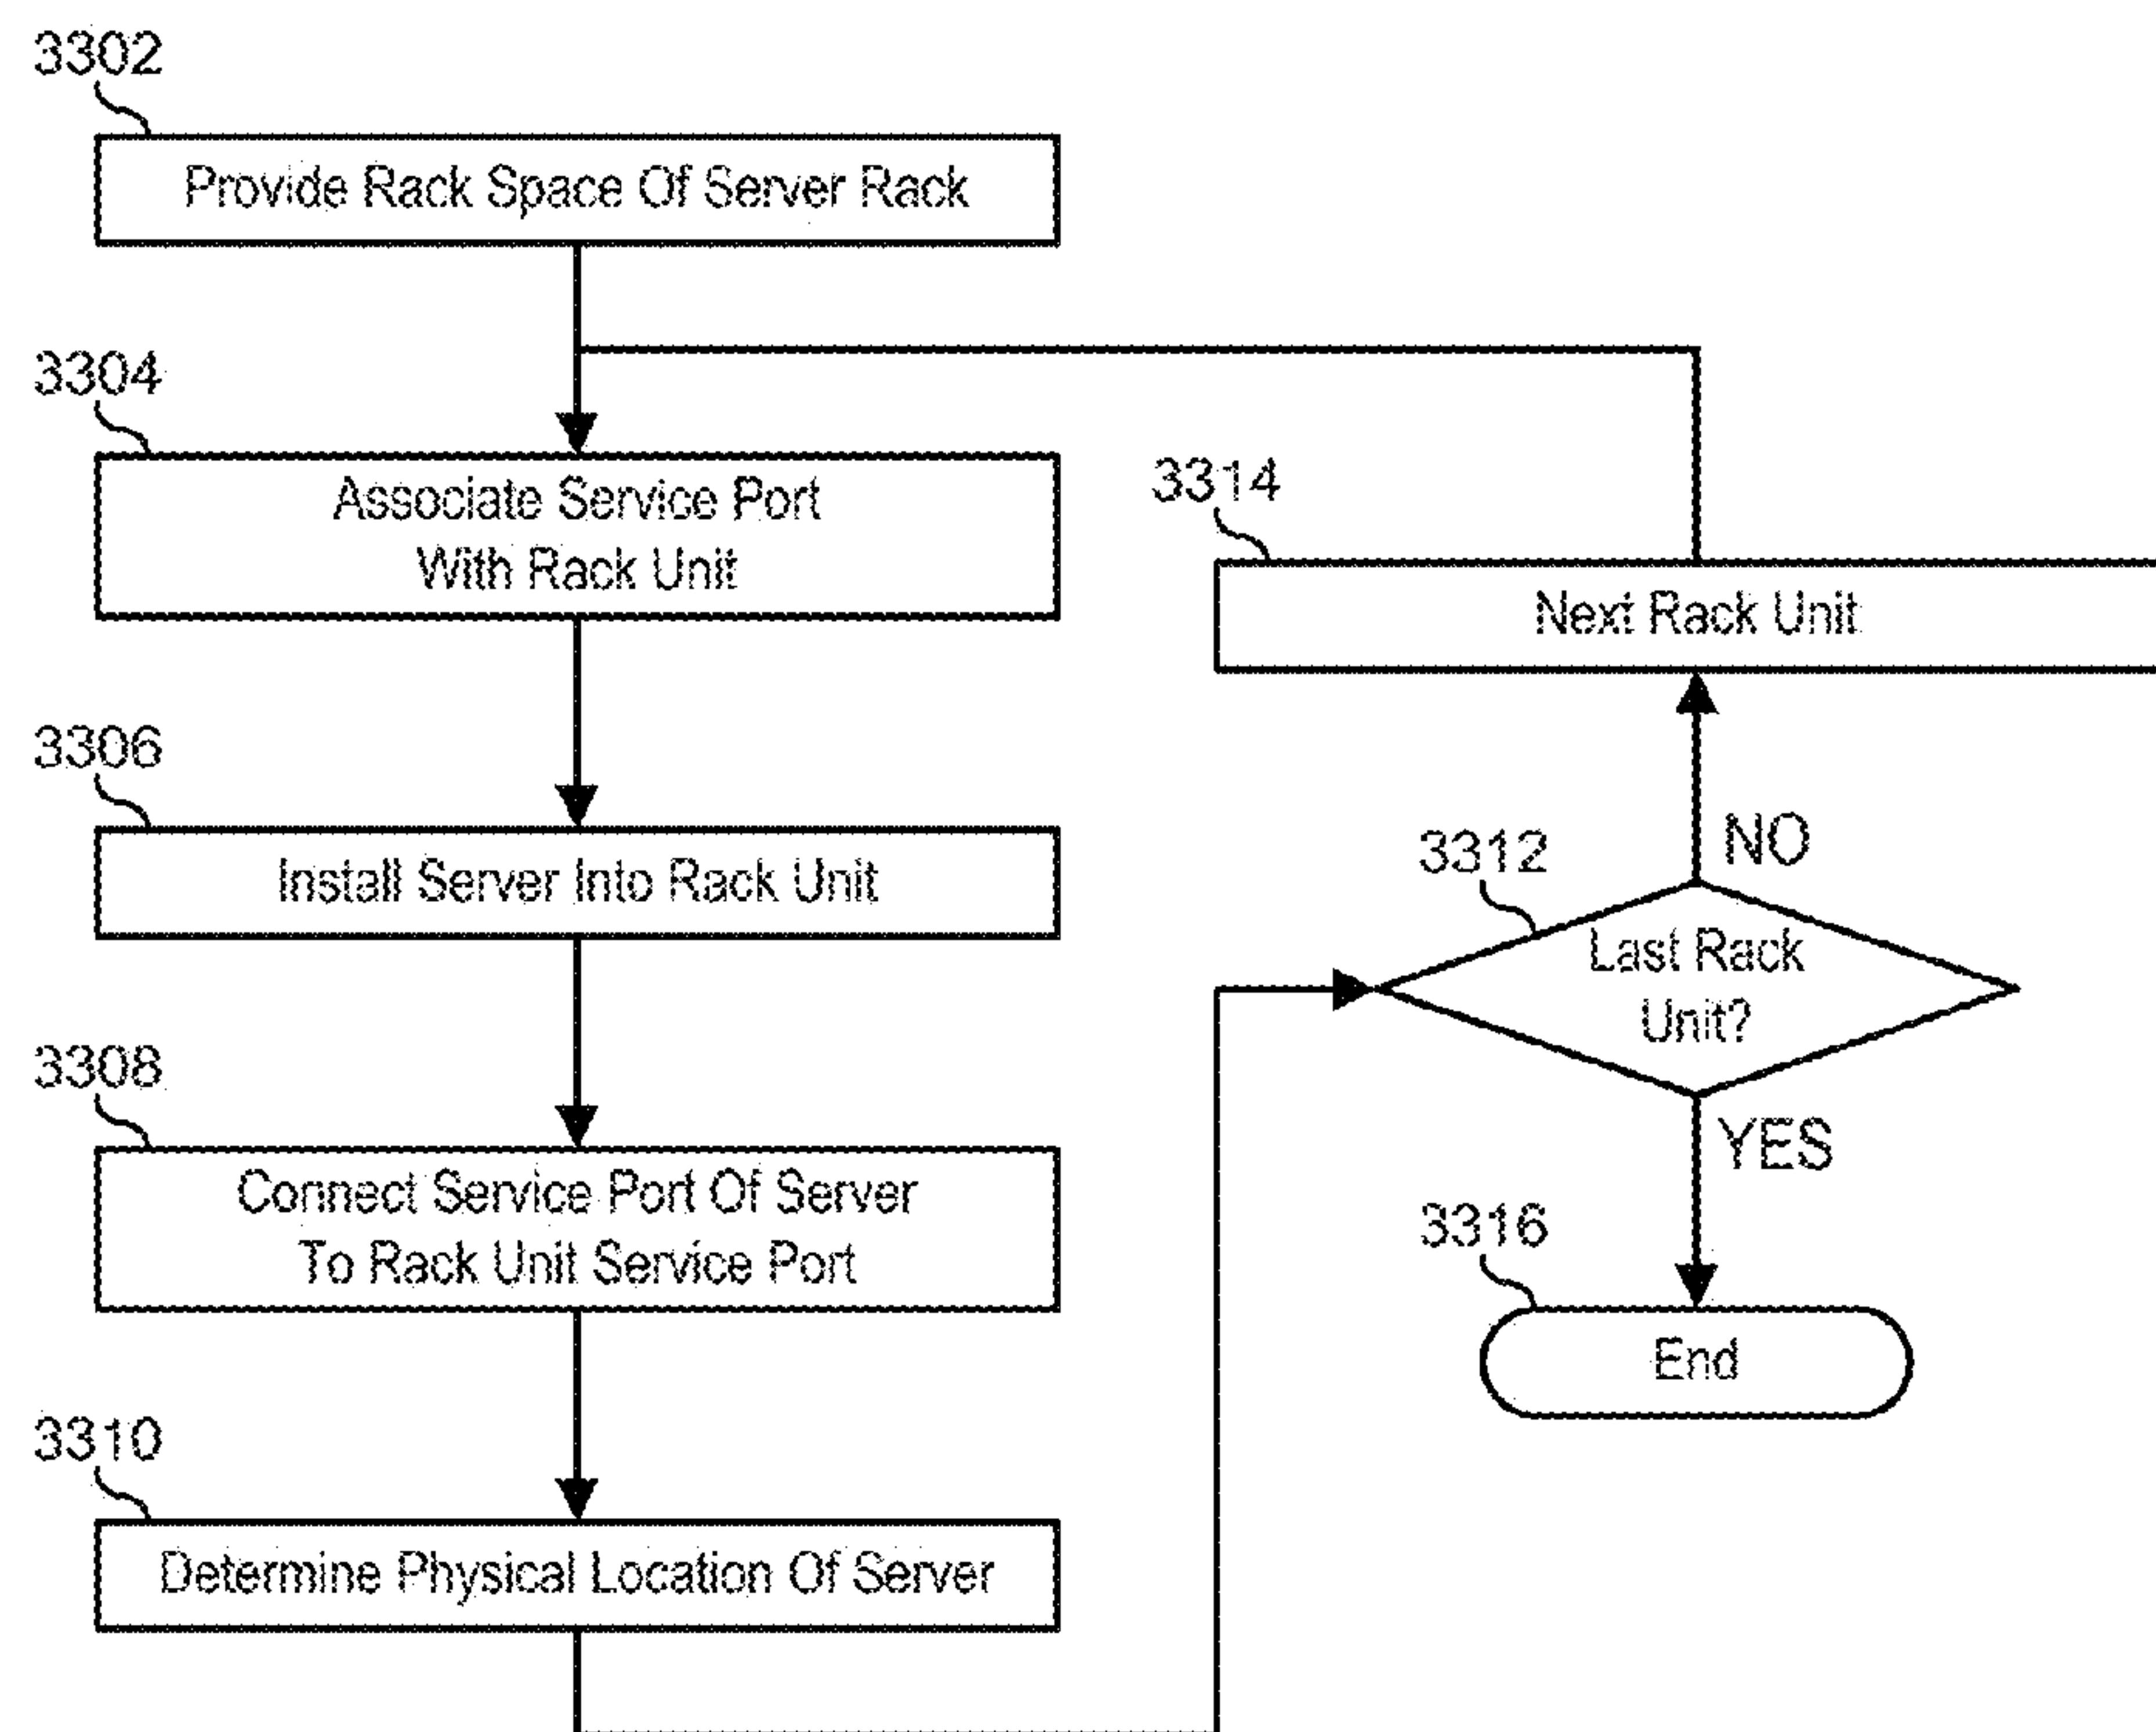 3302
Provide Rack Space Of Server Rack
3304
Associate Service Port
With Rack Unit
3306
Install Server Into Rack Unit
3308
Connect Service Port Of Server
To Rack Unit Service Port
3310
Determine Physical Location Of Server
3314
Next Rack Unit
NO
3312
Last Rack
Unit?
YES
3316
End